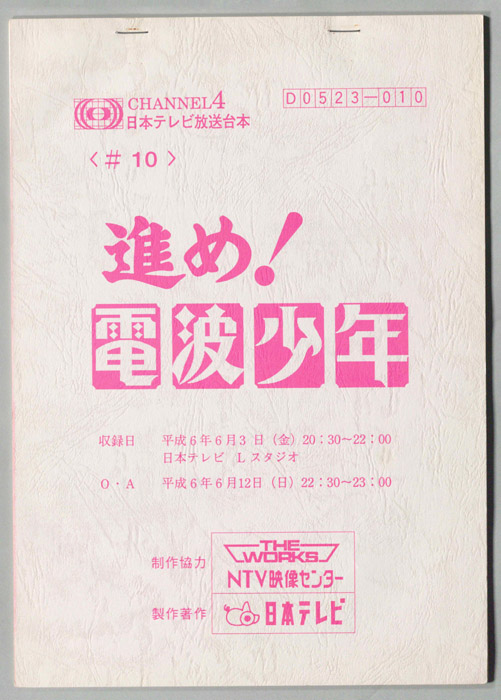 CHANNEL4
日本テレビ放送台本
D0523-010
〈# 10〉
進め!
電波少年
収録日 平成6年6月3日(金)20:30~22:00
日本テレビ Lスタジオ
O・A 平成6年6月12日(日)22:30~23:00
制作協力 THE WORKS
NTV映像センター
製作著作 日本テレビ